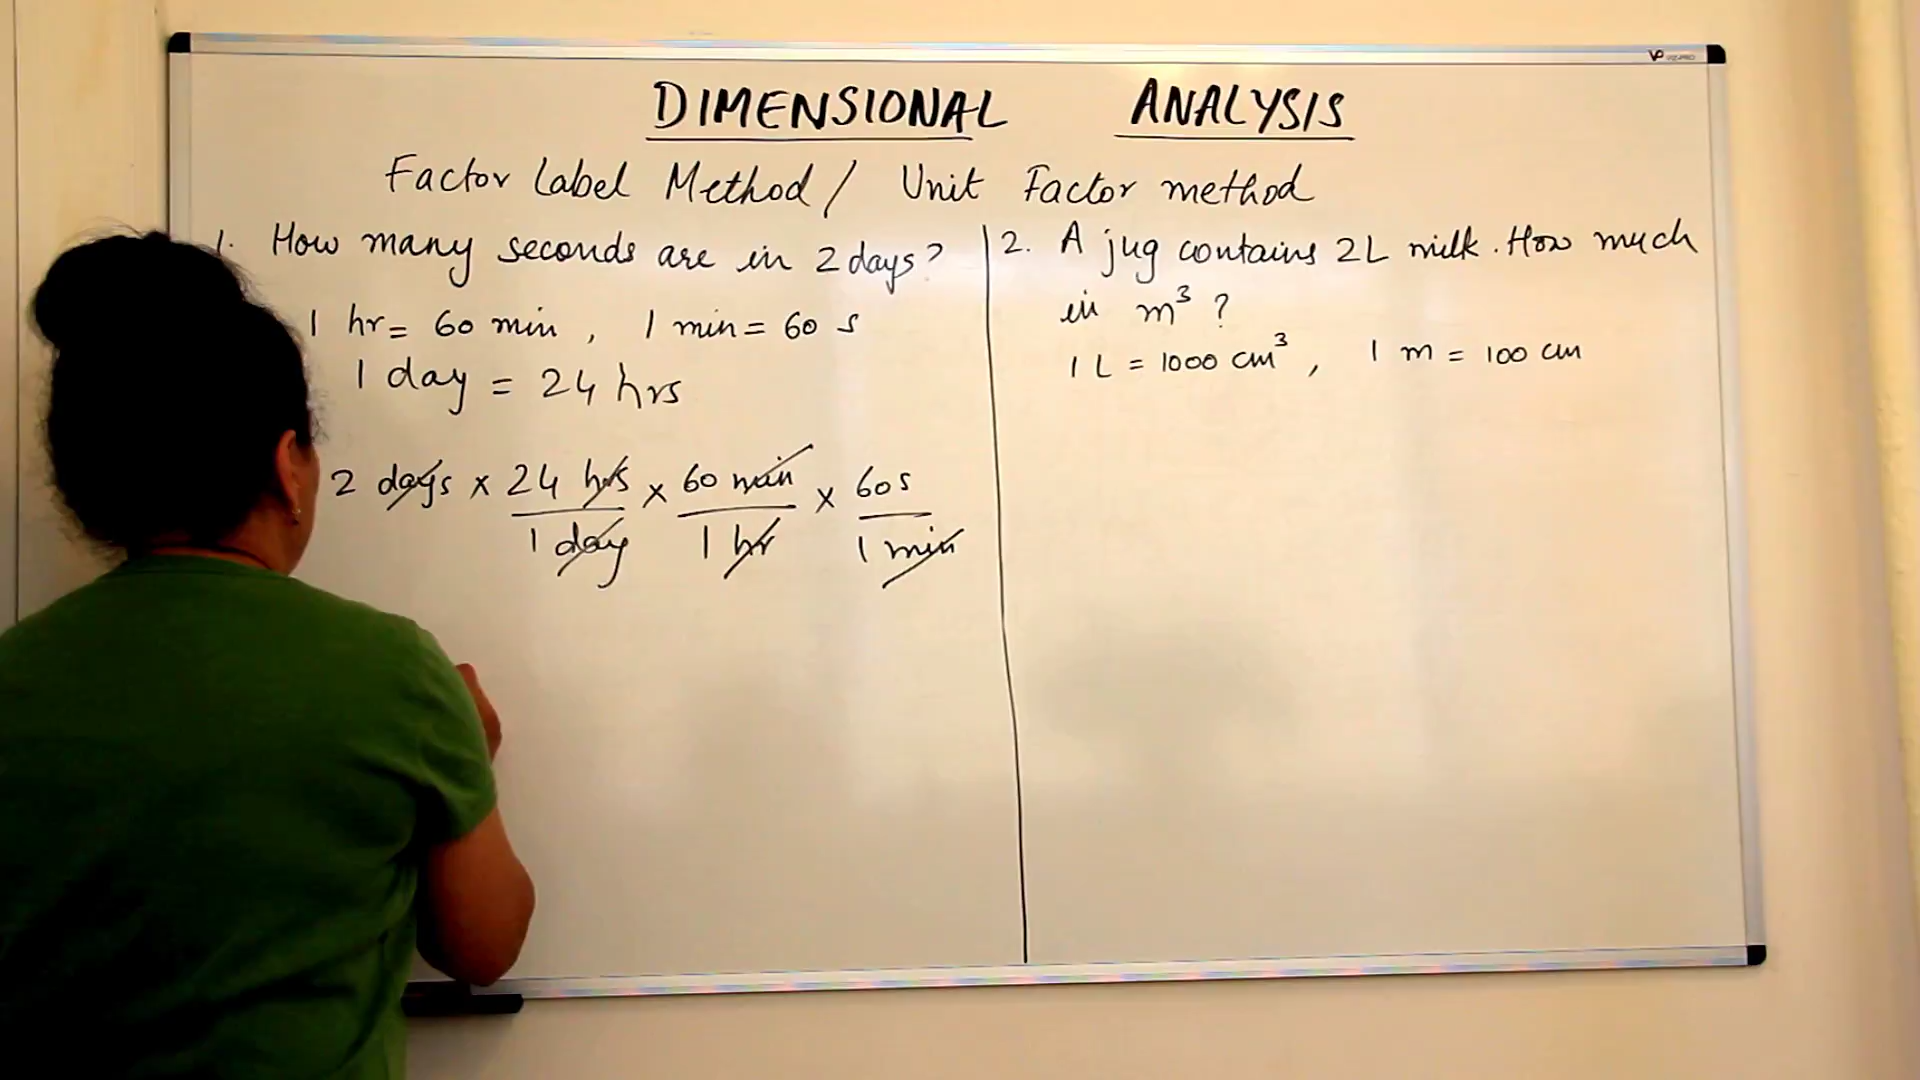 DIMENSIONAL ANALYSIS
Factor Label Method / Unit Factor method
1. How many seconds are in 2 days?
1 hr = 60 min , 1 min = 60 s
1 day = 24 hrs
2 days x 24 hrs x 60 min x 60 s
1 day 1 hr 1 min
2. A jug contains 2L milk. How much
in m³ ?
1 L = 1000 cm³ , 1 m = 100 cm